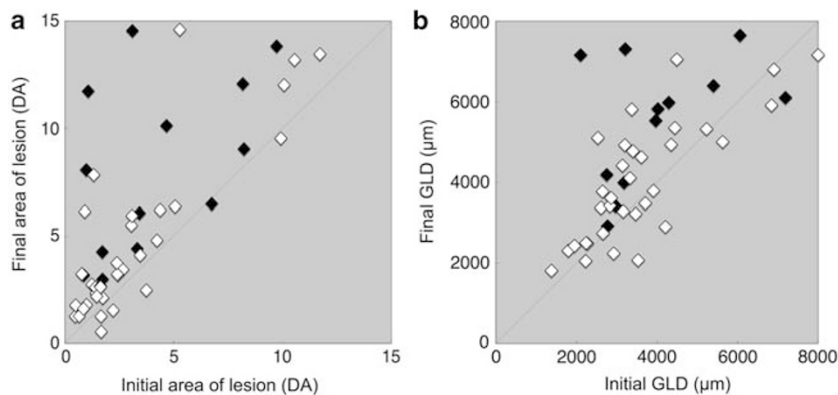 a
15
10
5
0
Final area of lesion (DA)
0 5 10 15
Initial area of lesion (DA)
b
8000
6000
4000
2000
0
Final GLD (µm)
0 2000 4000 6000 8000
Initial GLD (µm)